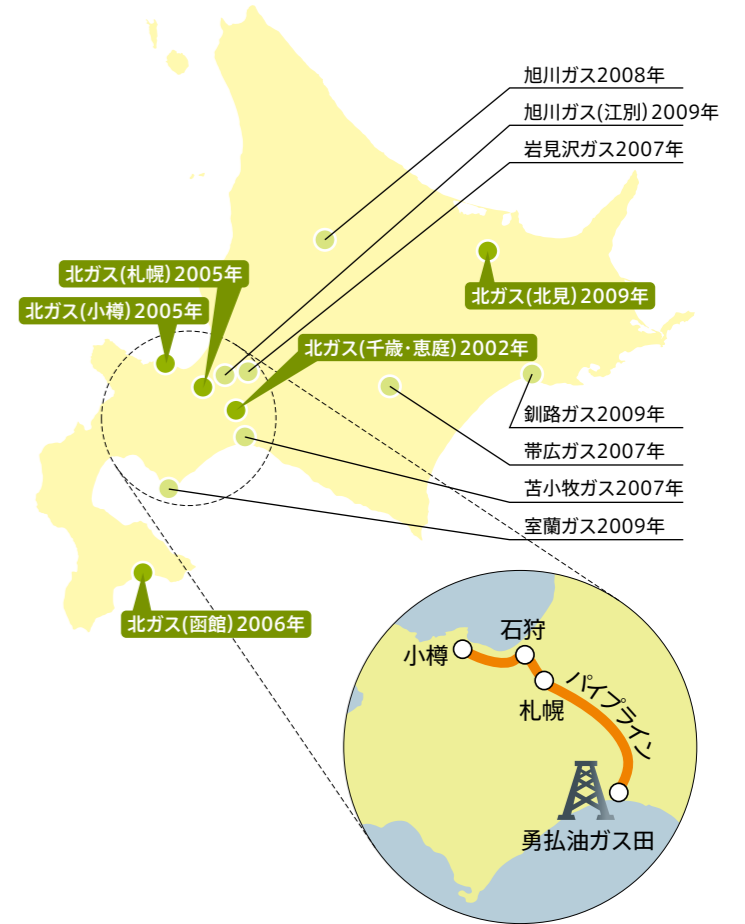 旭川ガス2008年
旭川ガス(江別)2009年
岩見沢ガス2007年
北ガス(札幌)2005年
北ガス(北見)2009年
北ガス(小樽)2005年
北ガス(千歳・恵庭)2002年
釧路ガス2009年
帯広ガス2007年
苫小牧ガス2007年
室蘭ガス2009年
北ガス(函館)2006年
石狩
小樽
札幌
パイプライン
勇払油ガス田